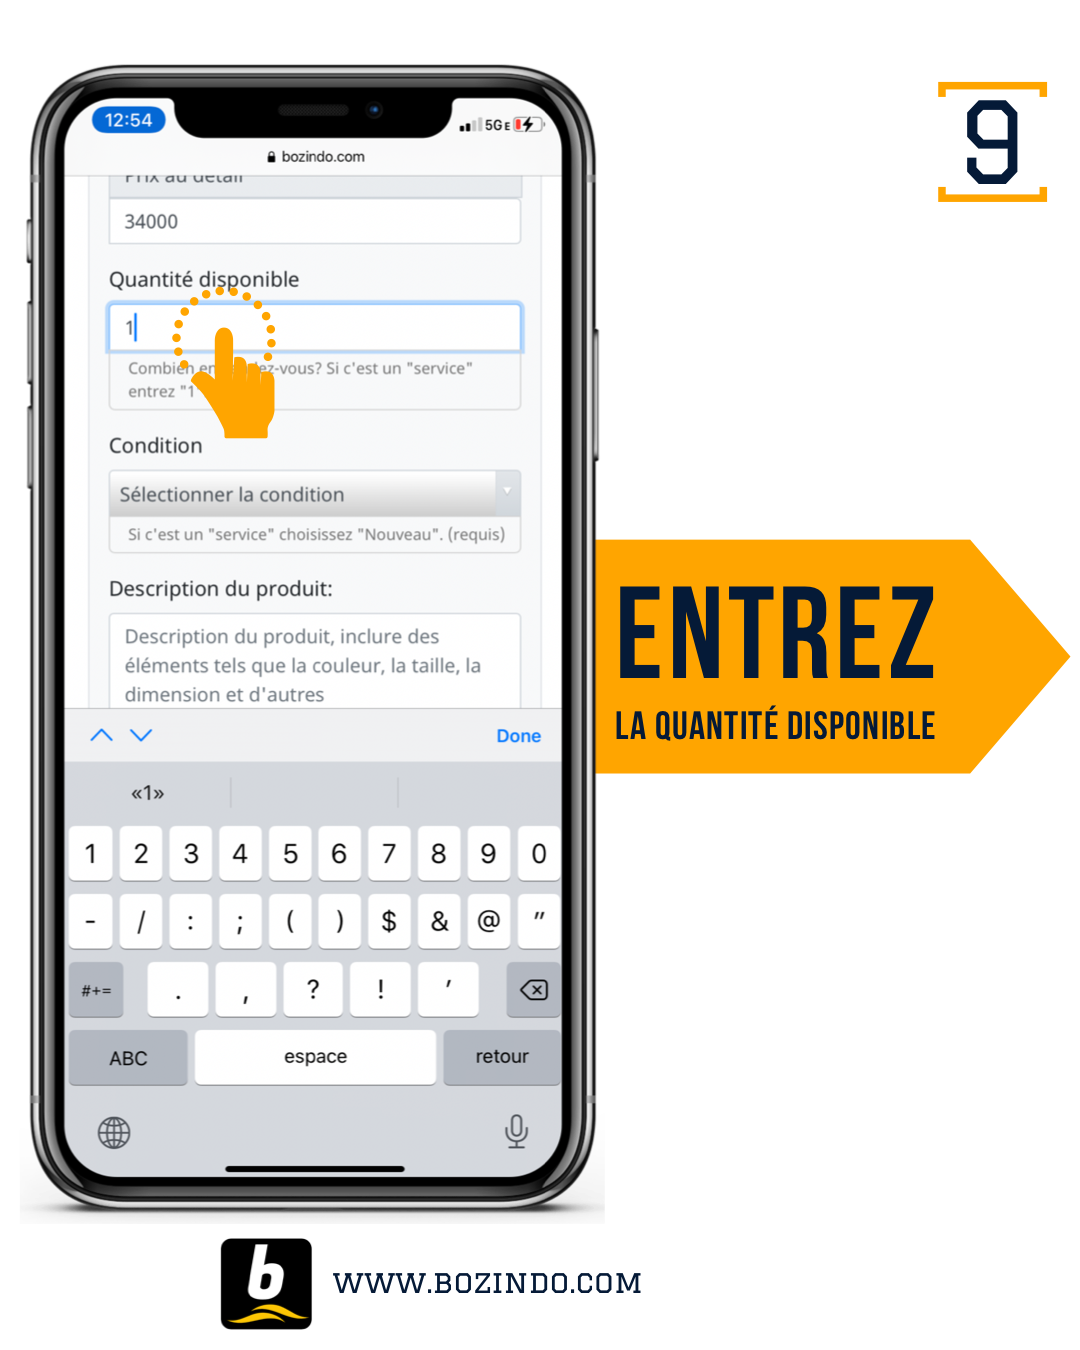 9
12:54
5G E
bozindo.com
Prix au détail
34000
Quantité disponible
1
Combien en -ez-vous? Si c'est un "service"
entrez "1
Condition
Sélectionner la condition
Si c'est un "service" choisissez "Nouveau". (requis)
Description du produit:
Description du produit, inclure des
éléments tels que la couleur, la taille, la
dimension et d'autres
ENTREZ
LA QUANTITÉ DISPONIBLE
Done
«1»
1 2 3 4 5 6 7 8 9 0
- / : ; ( ) $ & @ "
#+= . , ? ! '
ABC espace retour
b
WWW.BOZINDO.COM